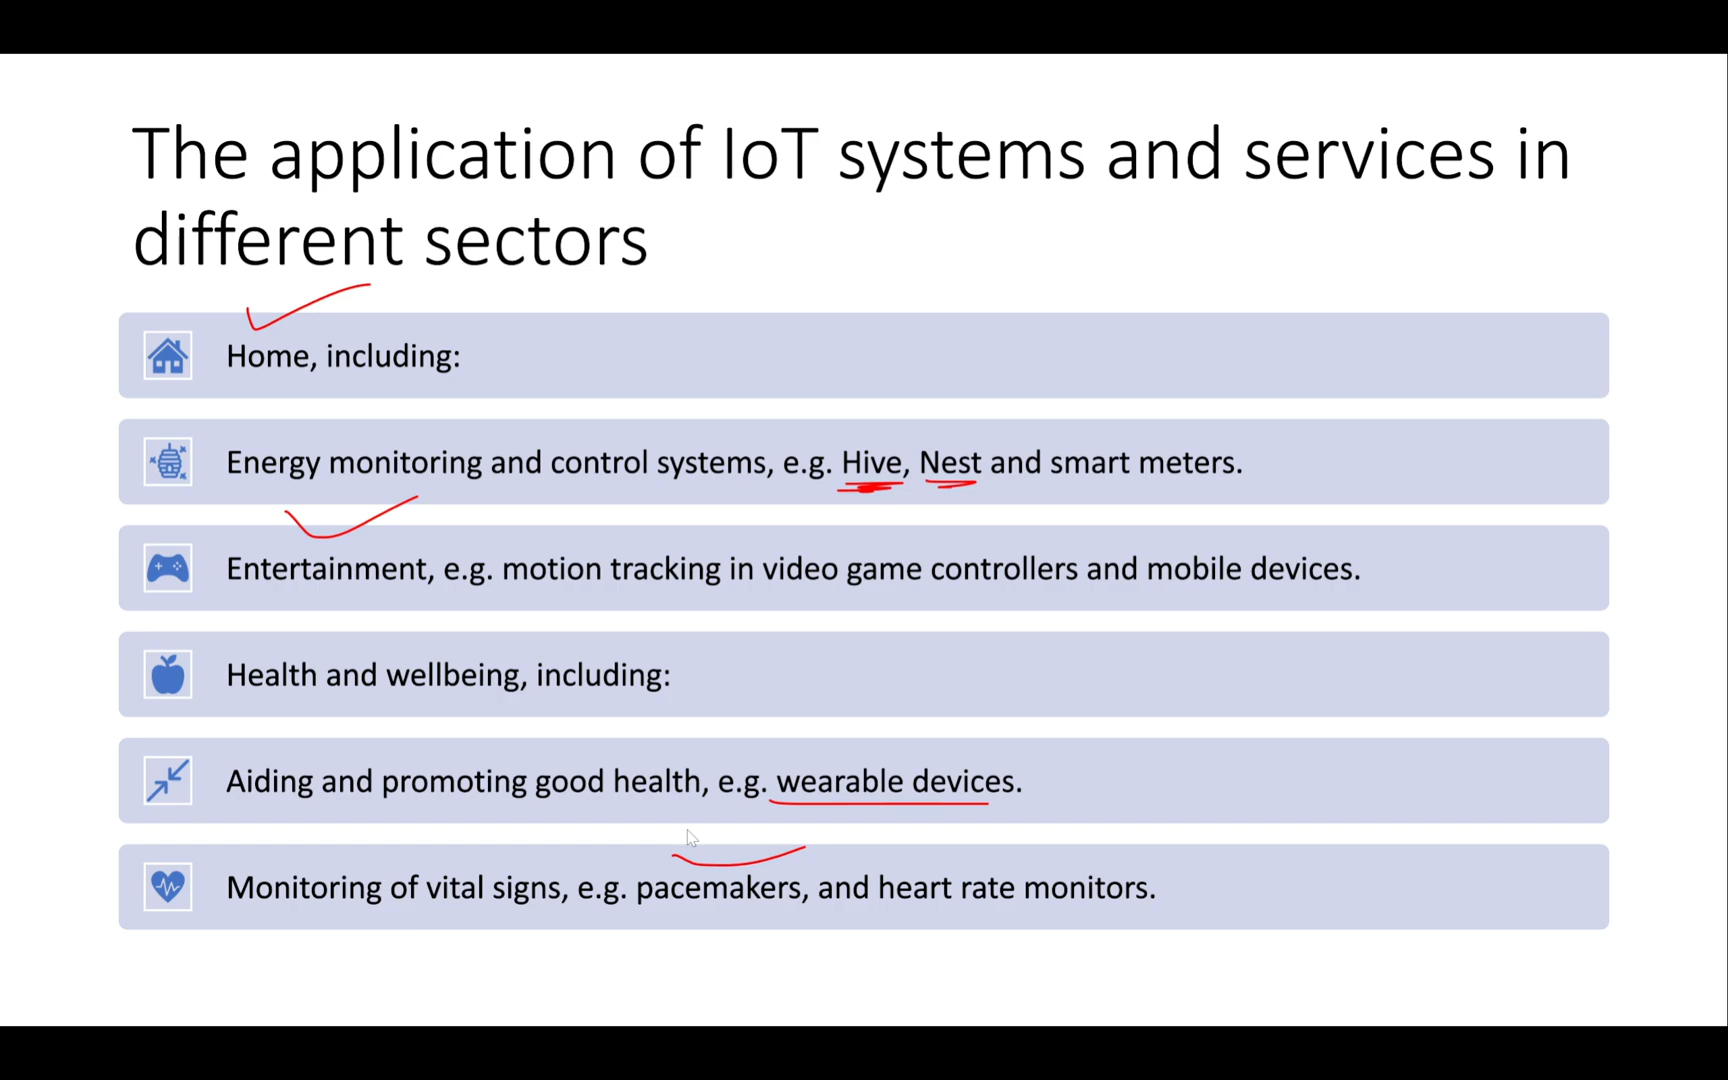 The application of IoT systems and services in
different sectors
Home, including:
Energy monitoring and control systems, e.g. Hive, Nest and smart meters.
Entertainment, e.g. motion tracking in video game controllers and mobile devices.
Health and wellbeing, including:
Aiding and promoting good health, e.g. wearable devices.
Monitoring of vital signs, e.g. pacemakers, and heart rate monitors.